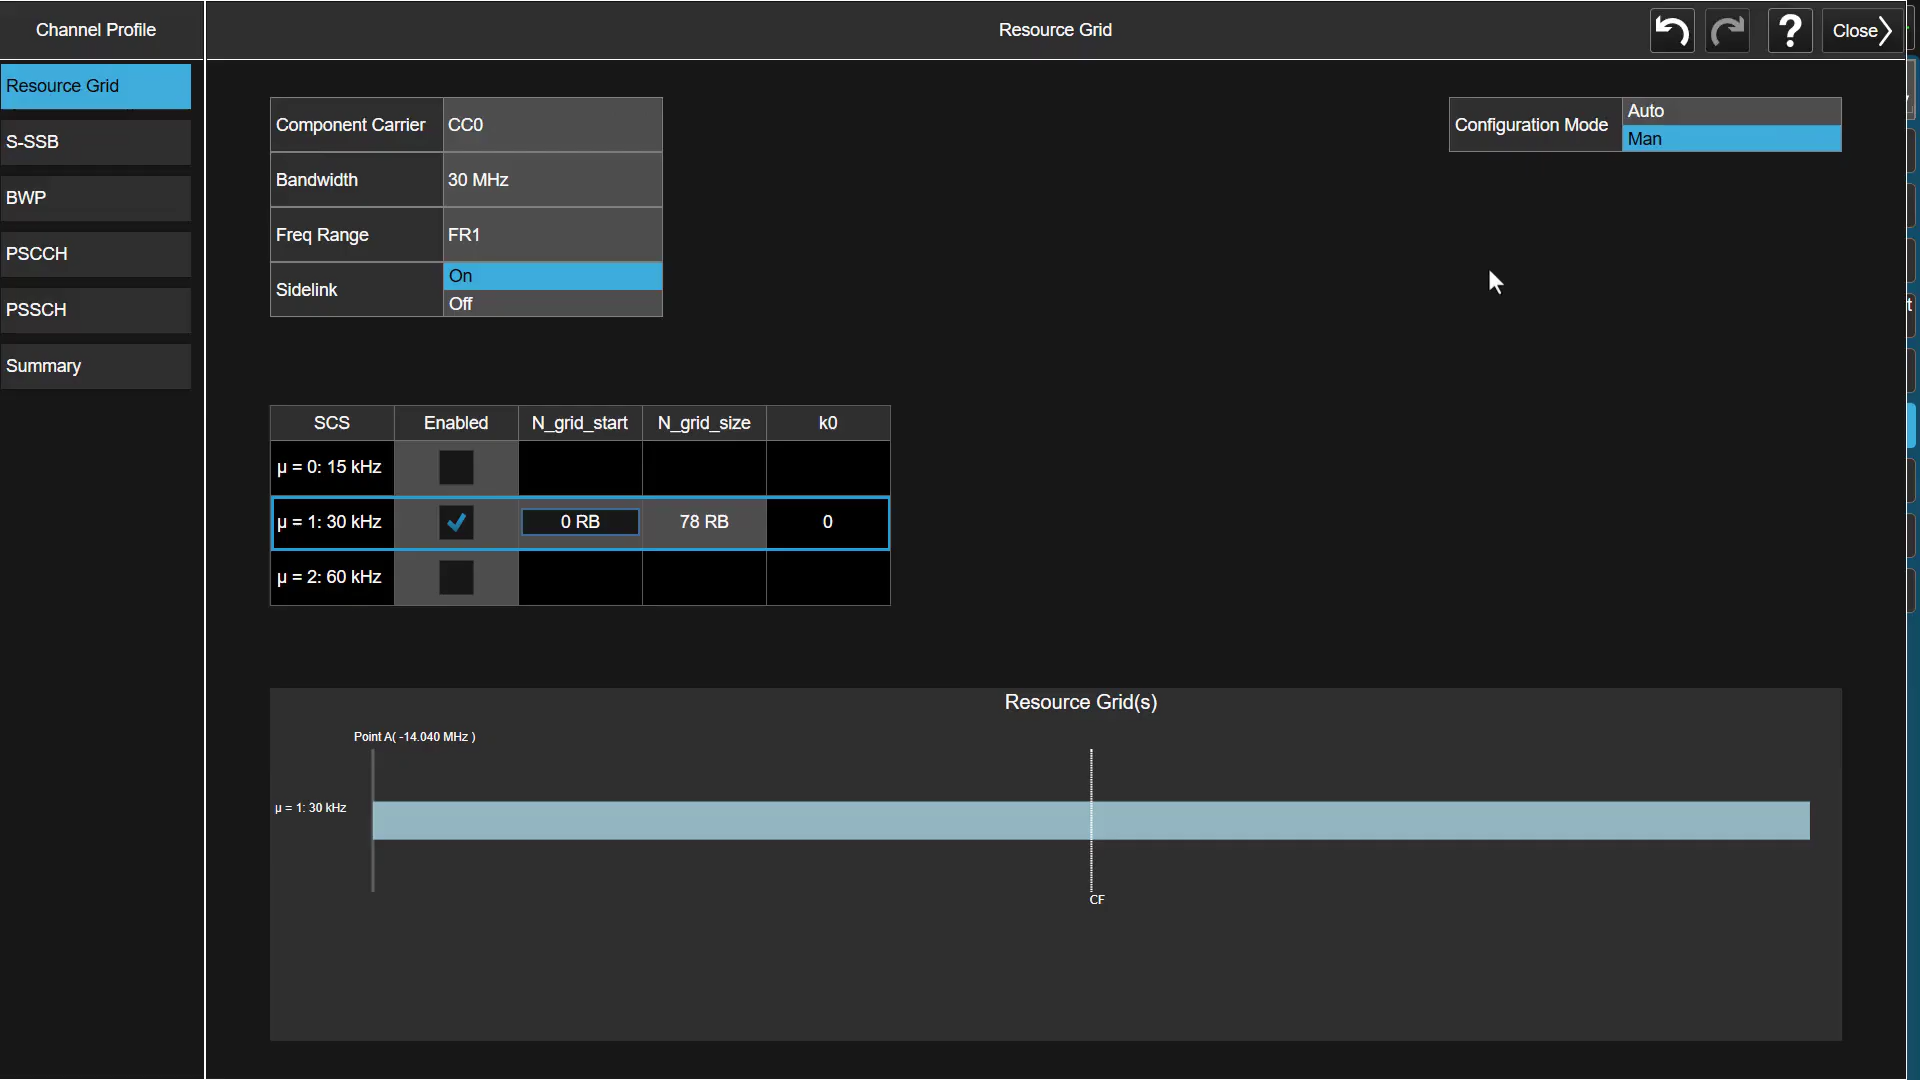 Channel Profile
Resource Grid
Close
Resource Grid
S-SSB
BWP
PSCCH
PSSCH
Summary
Component Carrier CC0
Bandwidth 30 MHz
Freq Range FR1
Sidelink On
Off
Configuration Mode Auto
Man
SCS Enabled N_grid_start N_grid_size k0
μ = 0: 15 kHz
μ = 1: 30 kHz 0 RB 78 RB 0
μ = 2: 60 kHz
Resource Grid(s)
Point A( -14.040 MHz )
μ = 1: 30 kHz
CF
t